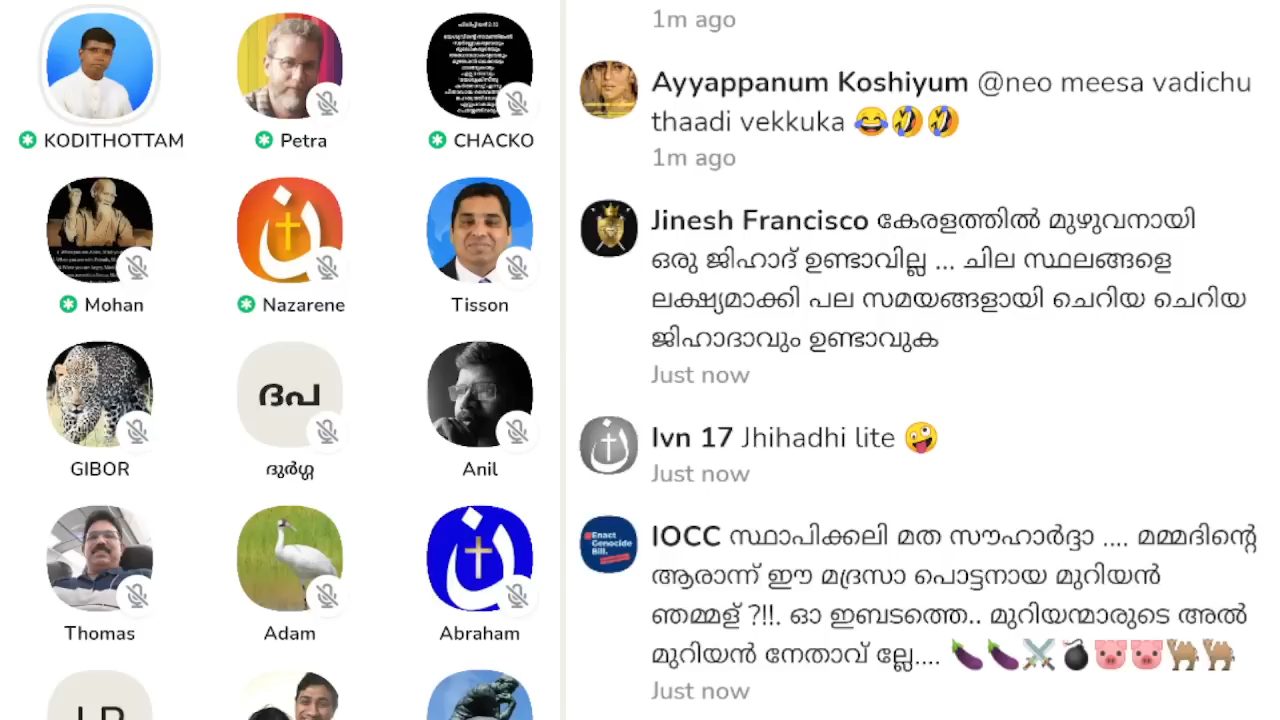 KODITHOTTAM
Petra
CHACKO
Mohan
Nazarene
Tisson
GIBOR
ദപ
ദുർഗ്ഗ
Anil
Thomas
Adam
Abraham
1m ago
Ayyappanum Koshiyum @neo meesa vadichu
thaadi vekkuka 😂🤣🤣
1m ago
Jinesh Francisco കേരളത്തിൽ മുഴുവനായി
ഒരു ജിഹാദ് ഉണ്ടാവില്ല ... ചില സ്ഥലങ്ങളെ
ലക്ഷ്യമാക്കി പല സമയങ്ങളായി ചെറിയ ചെറിയ
ജിഹാദാവും ഉണ്ടാവുക
Just now
Ivn 17 Jhihadhi lite 🤪
Just now
#Enact
Genocide
Bill.
IOCC സ്ഥാപിക്കലി മത സൗഹാർദ്ദാ .... മമ്മദിൻ്റെ
ആരാന്ന് ഈ മദ്രസാ പൊട്ടനായ മുറിയൻ
ഞമ്മള് ?!!. ഓ ഇബടത്തെ.. മുറിയന്മാരുടെ അൽ
മുറിയൻ നേതാവ് ല്ലേ.... 🍆🍆⚔️💣🐷🐷🐫🐫
Just now